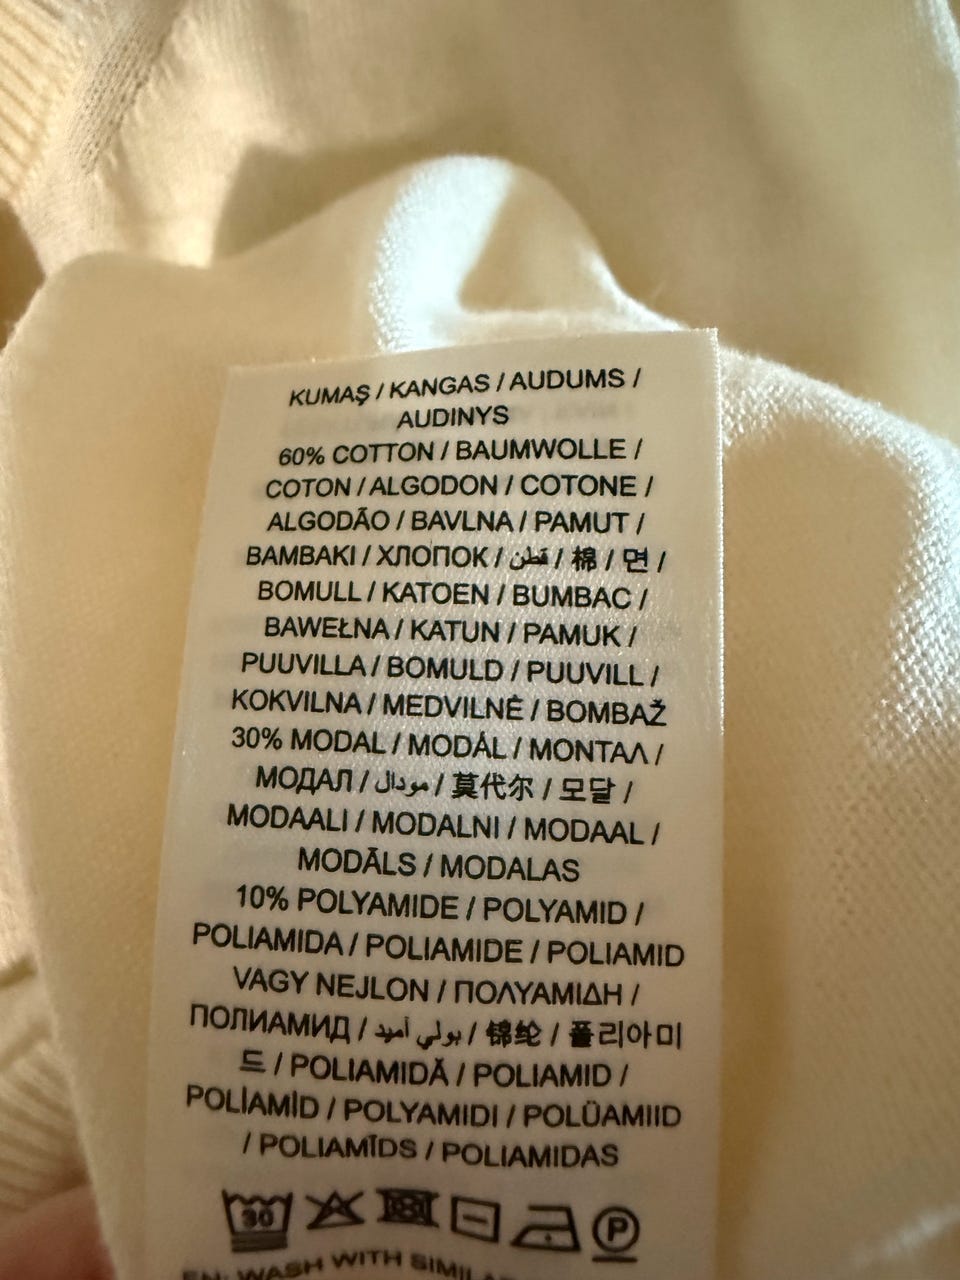 KUMAŞ / KANGAS / AUDUMS /
AUDINYS
60% COTTON / BAUMWOLLE /
COTON / ALGODON / COTONE /
ALGODÃO / BAVLNA / PAMUT /
BAMBAKI / ХЛОПОК / قطن / 棉 / 면 /
BOMULL / KATOEN / BUMBAC /
BAWEŁNA / KATUN / PAMUK /
PUUVILLA / BOMULD / PUUVILL /
KOKVILNA / MEDVILNĖ / BOMBAŽ
30% MODAL / MODÁL / ΜΟΝΤΑΛ /
МОДАЛ / مودال / 莫代尔 / 모달 /
MODAALI / MODALNI / MODAAL /
MODĀLS / MODALAS
10% POLYAMIDE / POLYAMID /
POLIAMIDA / POLIAMIDE / POLIAMID
VAGY NEJLON / ΠΟΛΥΑΜΙΔΗ /
ПОЛИАМИД / بولي أميد / 锦纶 / 폴리아미
드 / POLIAMIDĂ / POLIAMID /
POLİAMİD / POLYAMIDI / POLÜAMIID
/ POLIAMĪDS / POLIAMIDAS
30 P
EN: WASH WITH